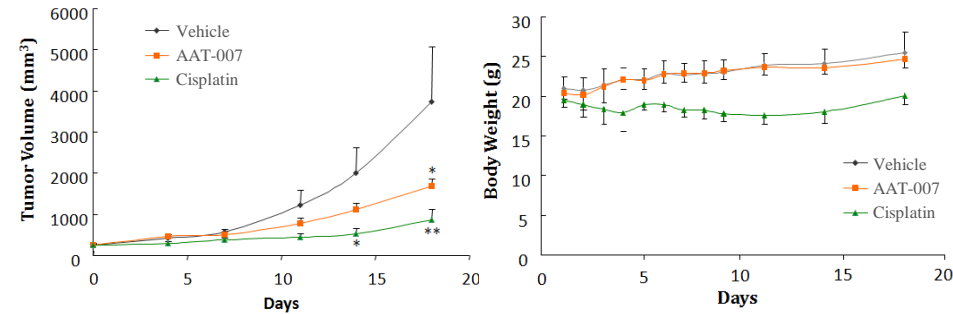 6000
5000
4000
3000
2000
1000
0
Tumor Volume (mm³)
Vehicle
AAT-007
Cisplatin
*
*
**
0
5
10
15
20
Days
30
25
20
15
10
5
0
Body Weight (g)
Vehicle
AAT-007
Cisplatin
0
5
10
15
20
Days